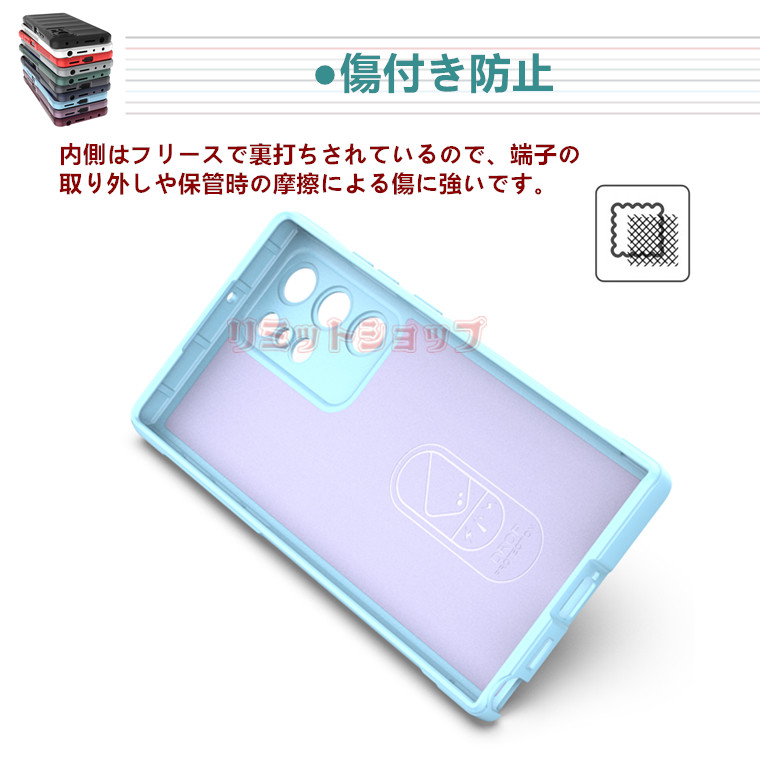 ●傷付き防止
内側はフリースで裏打ちされているので、端子の
取り外しや保管時の摩擦による傷に強いです。
リミットショップ
DROP